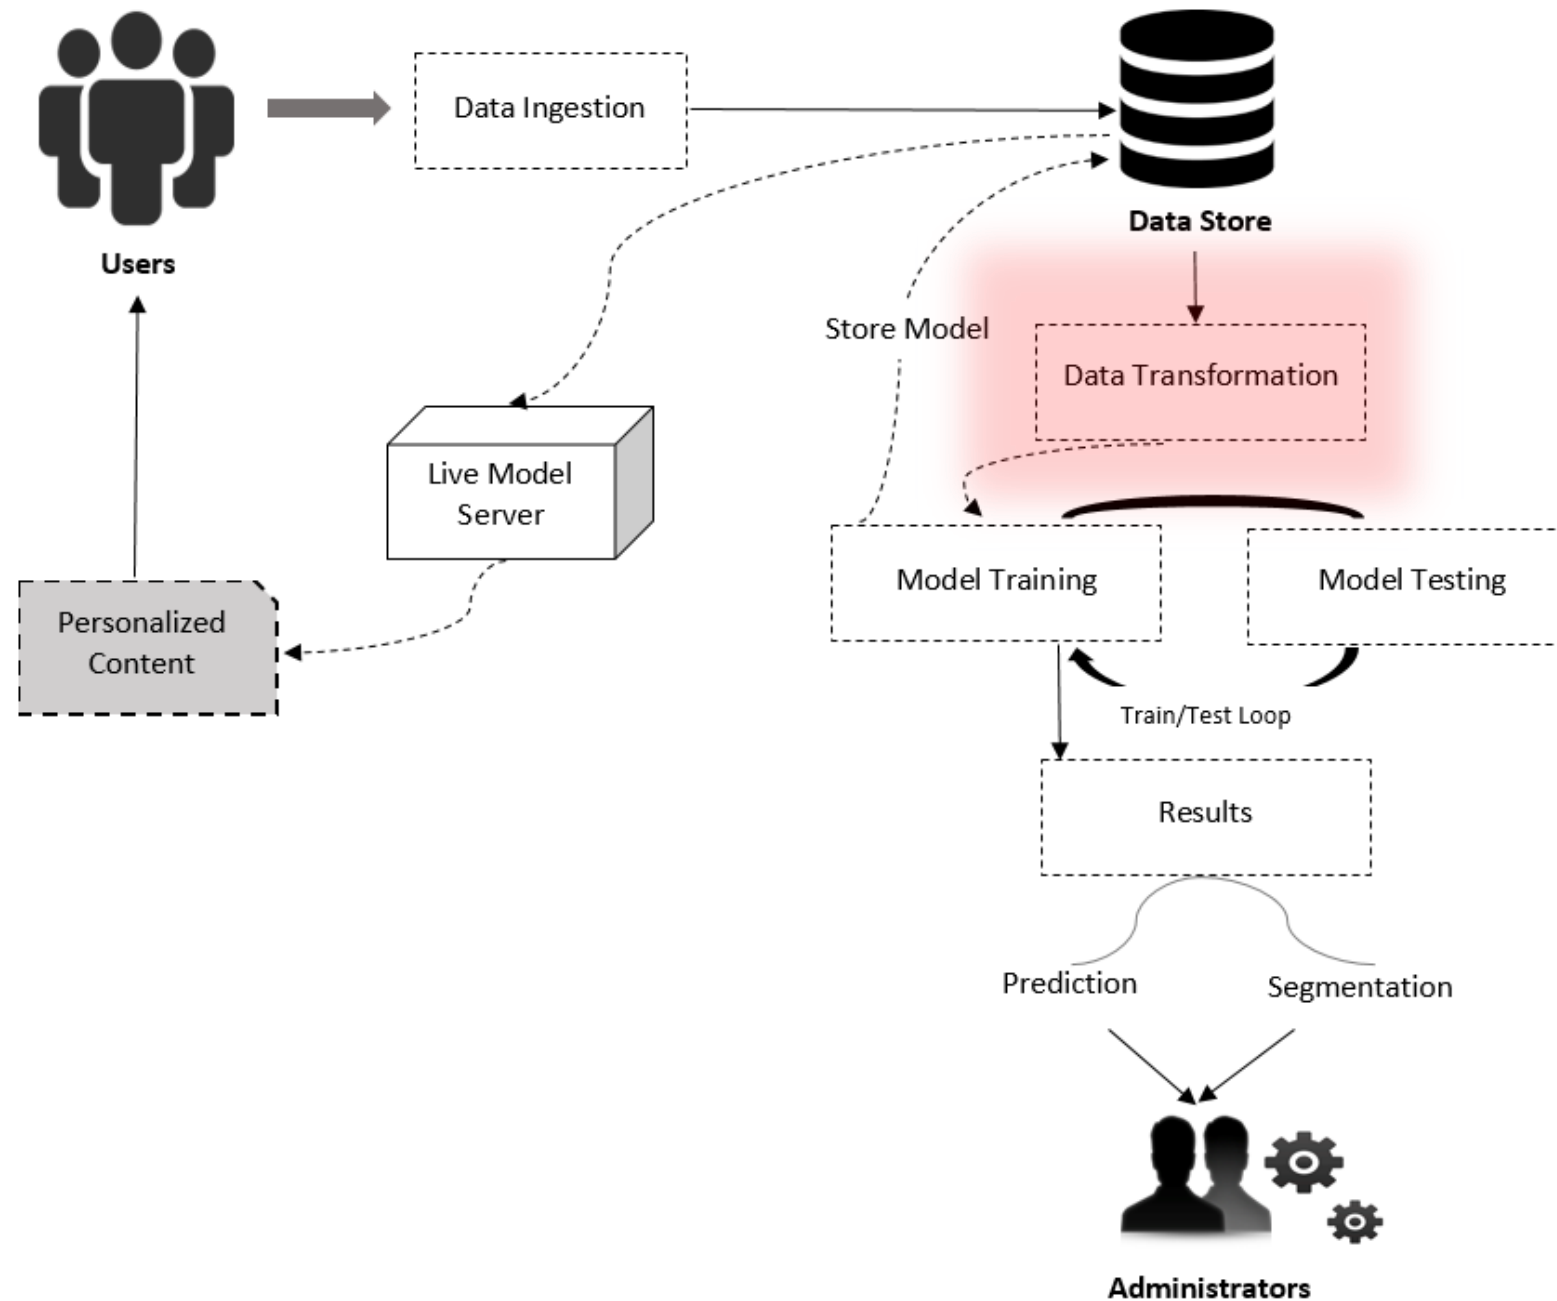 Data Ingestion
Data Store
Users
Store Model
Data Transformation
Live Model
Server
Model Training
Model Testing
Personalized
Content
Train/Test Loop
Results
Prediction
Segmentation
Administrators